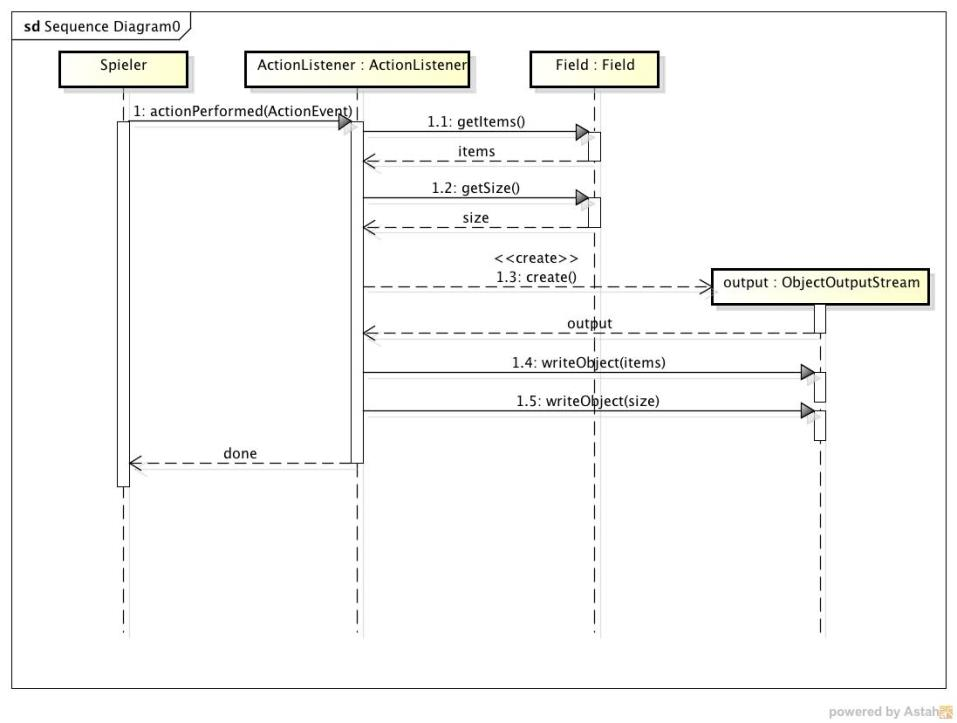 sd Sequence Diagram0
Spieler
ActionListener : ActionListener
Field : Field
1: actionPerformed(ActionEvent)
1.1: getItems()
items
1.2: getSize()
size
<<create>>
1.3: create()
output : ObjectOutputStream
output
1.4: writeObject(items)
1.5: writeObject(size)
done
powered by Astah